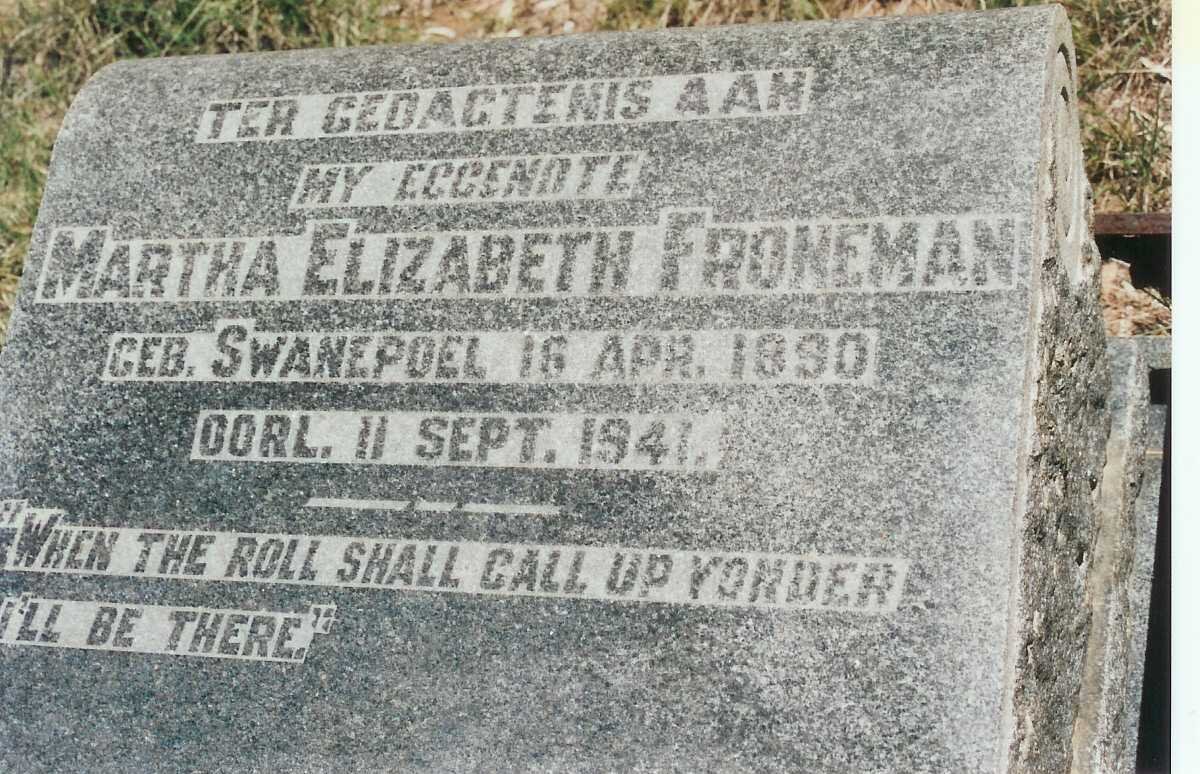 TER GEDACTENIS AAN
MY ECGENOTE
MARTHA ELIZABETH FRONEMAN
GEB. SWANEPOEL 16 APR. 1890
OORL. 11 SEPT. 1941.
"WHEN THE ROLL SHALL CALL UP YONDER
I'LL BE THERE."